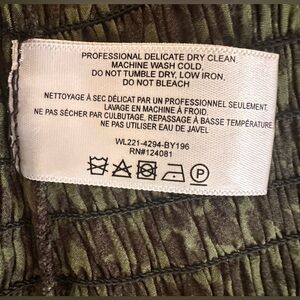 PROFESSIONAL DELICATE DRY CLEAN
MACHINE WASH COLD,
DO NOT TUMBLE DRY, LOW IRON,
DO NOT BLEACH
NETTOYAGE À SEC DÉLICAT PAR UN PROFESSIONNEL SEULEMENT,
LAVAGE À FROID,
NE PAS SÉCHER PAR CULBUTAGE, REPASSAGE À BASSE TEMPÉRATURE
NE PAS UTILISER EAU DE JAVEL
WL221-4294-BY196
RN#124081
P